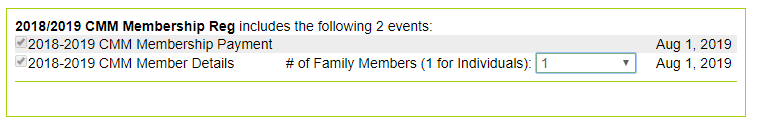 2018/2019 CMM Membership Reg includes the following 2 events:
2018-2019 CMM Membership Payment Aug 1, 2019
2018-2019 CMM Member Details # of Family Members (1 for Individuals): 1 Aug 1, 2019